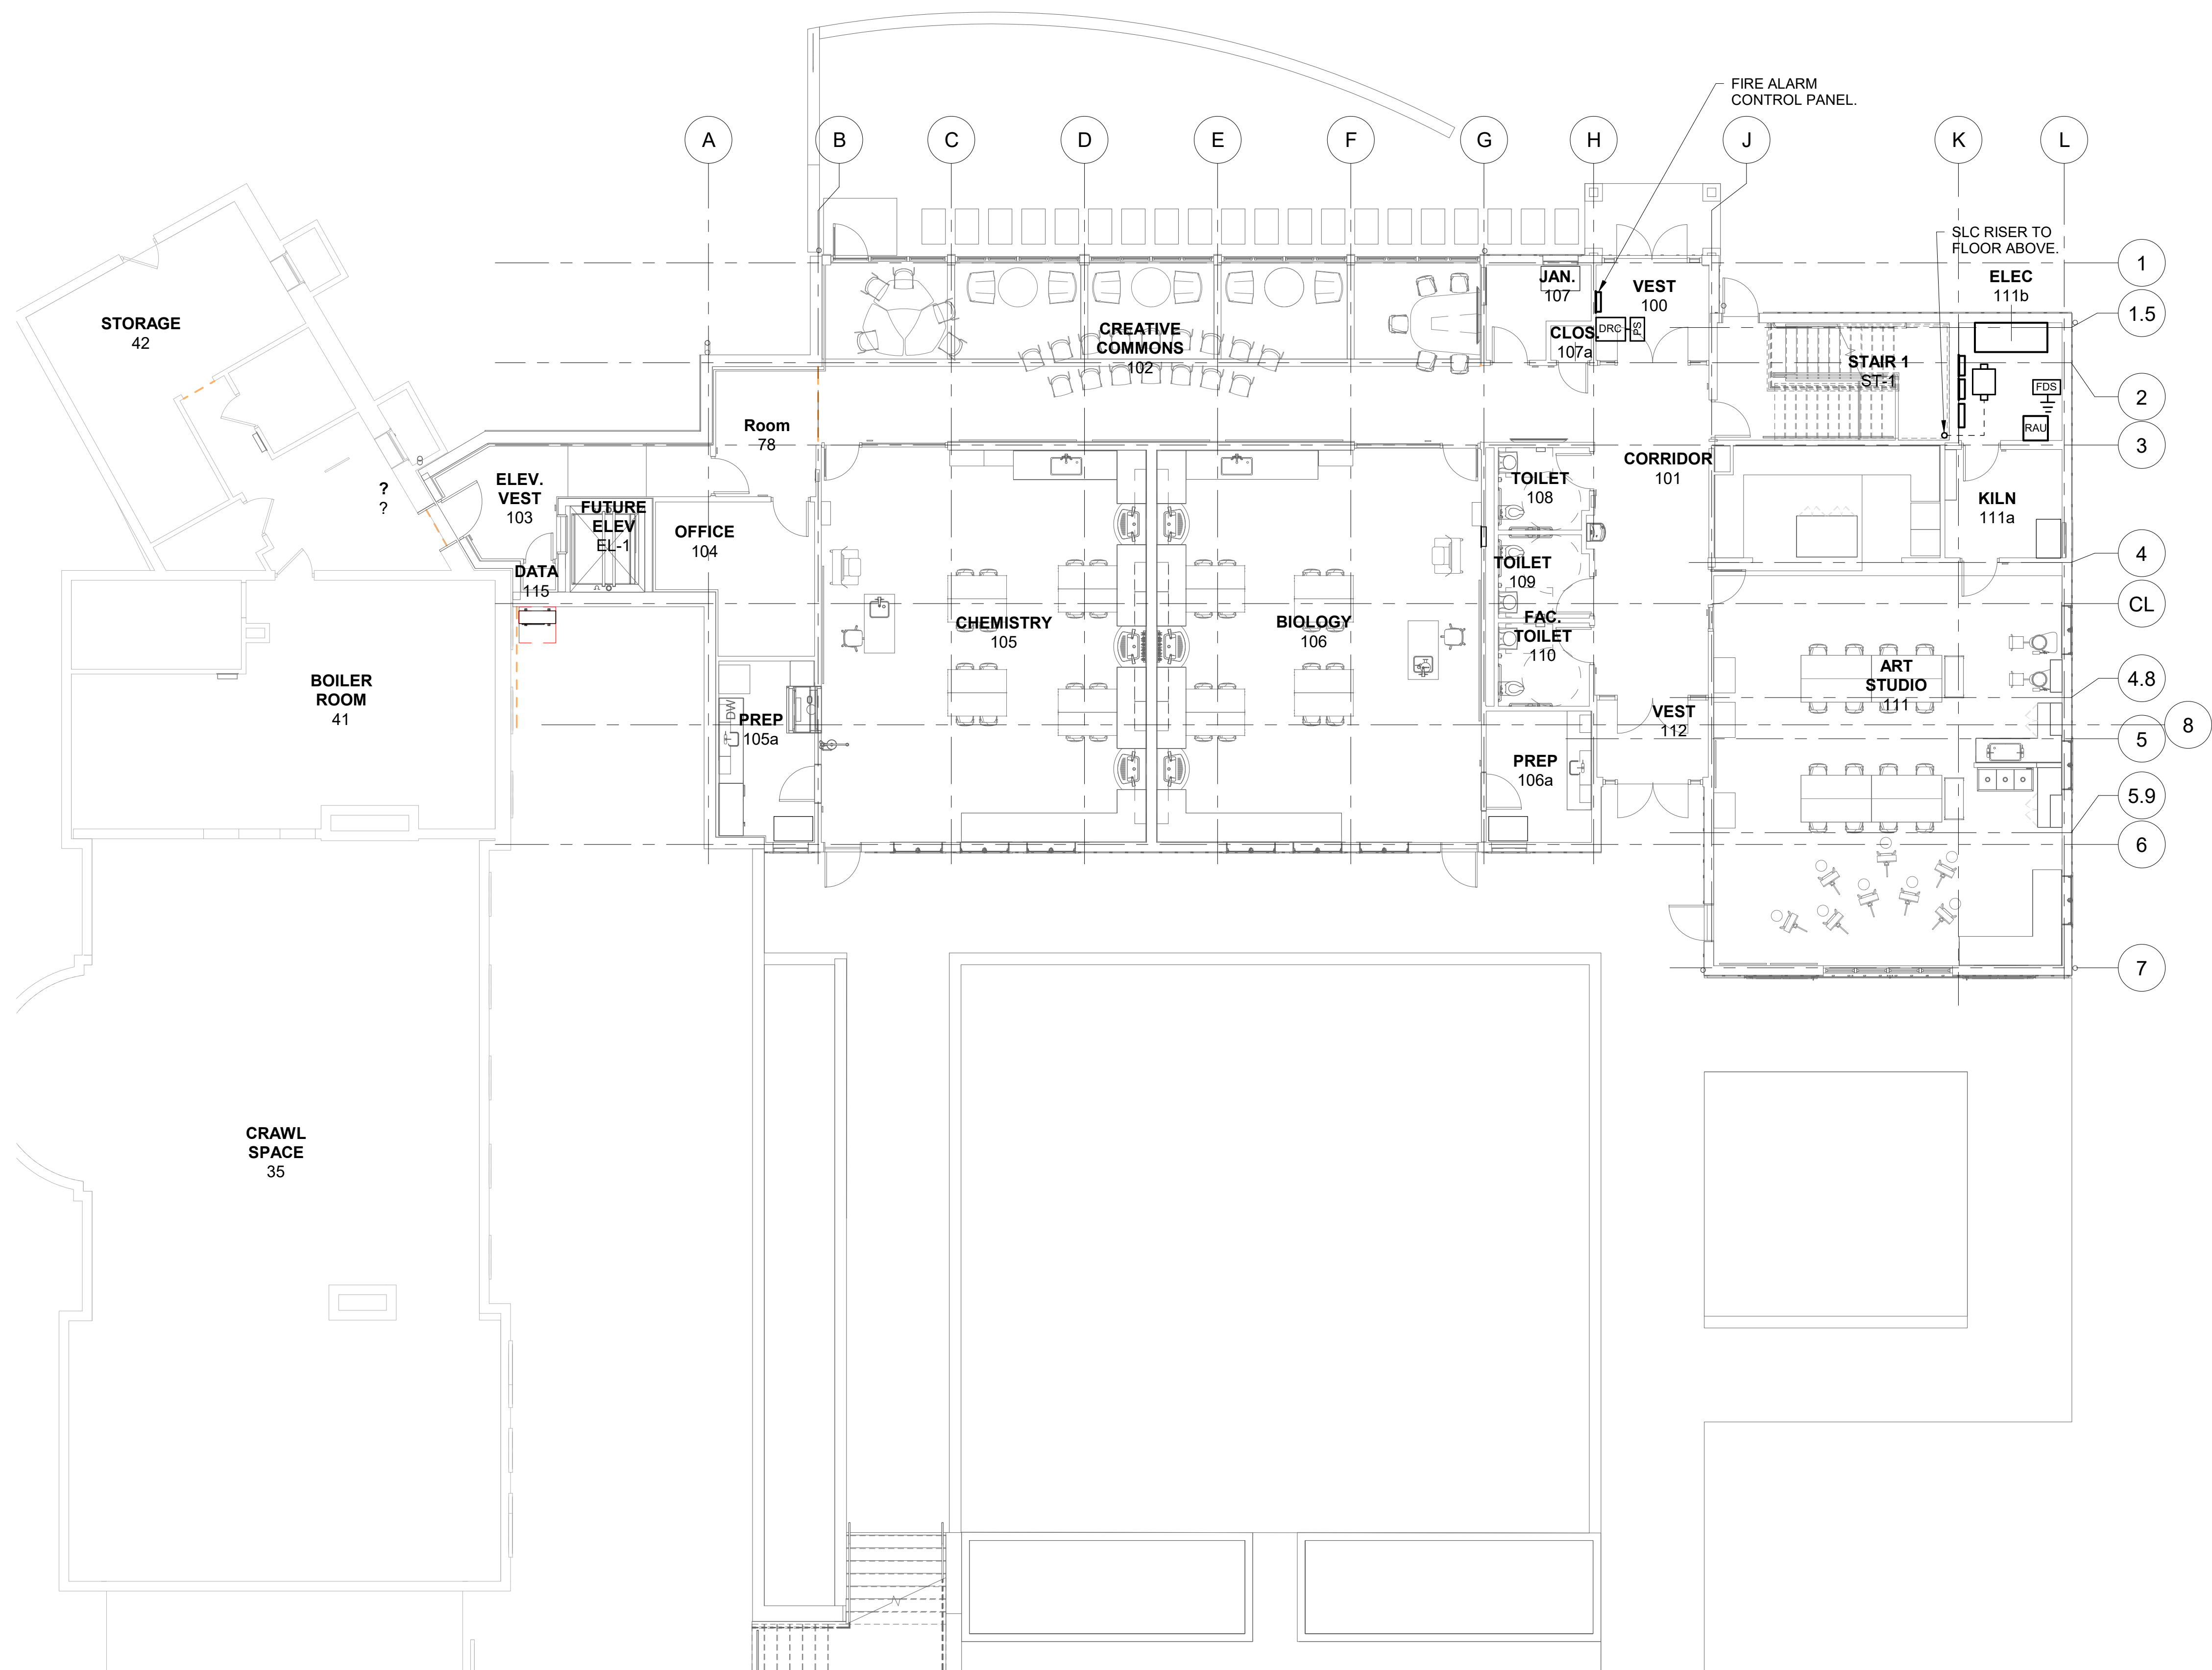 FIRE ALARM
CONTROL PANEL.
A
B
C
D
E
F
G
H
J
K
L
SLC RISER TO
FLOOR ABOVE.
1
1.5
2
3
4
CL
4.8
5
8
5.9
6
7
STORAGE
42
CREATIVE
COMMONS
102
JAN.
107
CLOS.
107a
VEST
100
DRC
PS
ELEC
111b
STAIR 1
ST-1
FDS
RAU
Room
78
?
?
ELEV.
VEST
103
FUTURE
ELEV
EL-1
OFFICE
104
DATA
115
TOILET
108
TOILET
109
FAC.
TOILET
110
CORRIDOR
101
KILN
111a
CHEMISTRY
105
BIOLOGY
106
BOILER
ROOM
41
DW
PREP
105a
PREP
106a
VEST
112
ART
STUDIO
111
CRAWL
SPACE
35